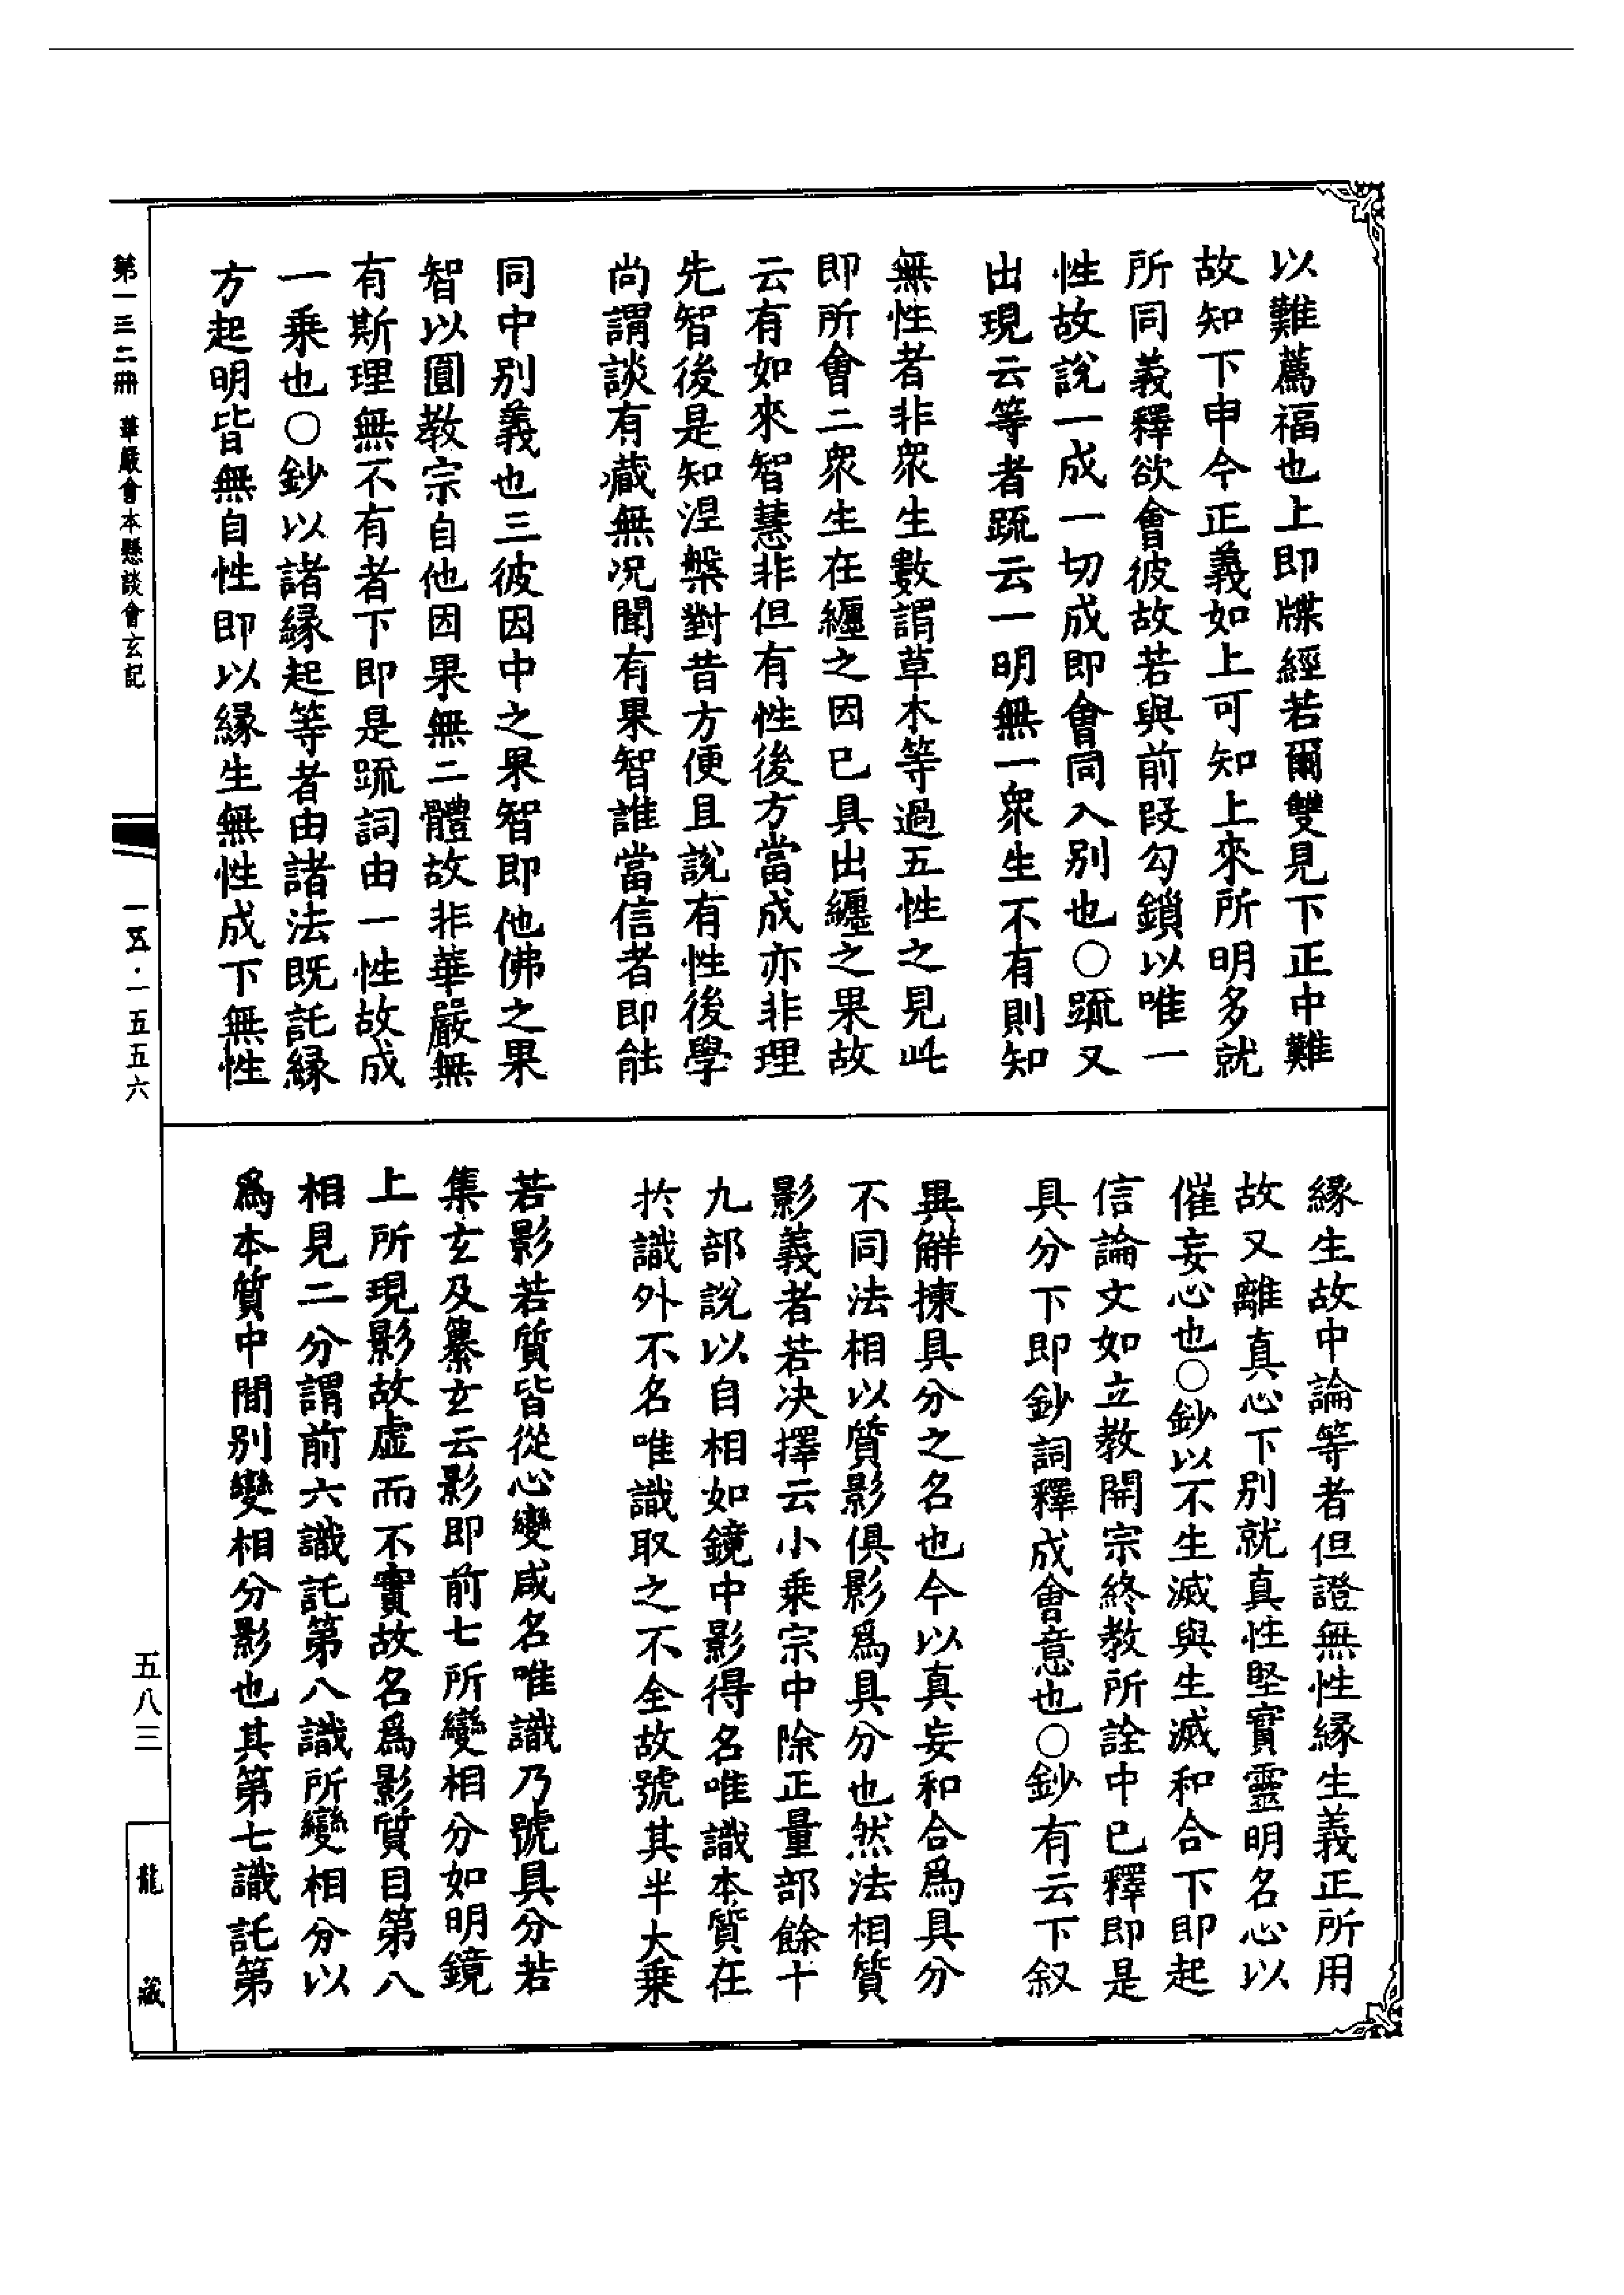 以難薦福也上即牒經若爾雙見下正中難
故知下申今正義如上可知上來所明多就
所同義釋欲會彼故若與前段勾鎖以唯一
性故說一成一切成即會同入別也○疏又
出現云等者疏云一明無一衆生不有則知
無性者非衆生數謂草木等過五性之見此
即所會二衆生在纏之因已具出纏之果故
云有如來智慧非但有性後方當成亦非理
先智後是知涅槃對昔方便且說有性後學
尚謂談有藏無況聞有果智誰當信者即能
同中別義也三彼因中之果智即他佛之果
智以圓教宗自他因果無二體故非華嚴無
有斯理無不有者下即是疏詞由一性故成
一乘也○鈔以諸緣起等者由諸法既託緣
方起明皆無自性即以緣生無性成下無性
緣生故中論等者但證無性緣生義正所用
故又離真心下別就真性堅實靈明名心以
催妄心也○鈔以不生滅與生滅和合下即起
信論文如立教開宗終教所詮中已釋即是
具分下即鈔詞釋成會意也○鈔有云下叙
異解揀具分之名也今以真妄和合爲具分
不同法相以質影俱影爲具分也然法相質
影義者若决擇云小乘宗中除正量部餘十
九部說以自相如鏡中影得名唯識本質在
於識外不名唯識取之不全故號其半大乘
若影若質皆從心變咸名唯識乃號具分若
集玄及纂玄云影即前七所變相分如明鏡
上所現影故虛而不實故名爲影質目第八
相見二分謂前六識託第八識所變相分以
爲本質中間別變相分影也其第七識託第
第一三二冊 華嚴會本懸談會玄記
一五·一五五六
五八三
龍藏